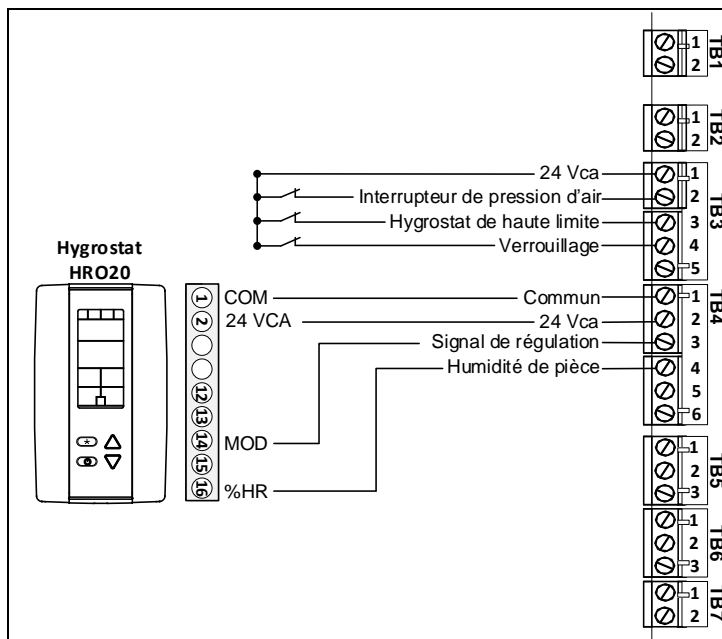 1
2
TB1
1
2
TB2
24 Vca
Interrupteur de pression d'air
Hygrostat de haute limite
Verrouillage
1
2
3
4
5
TB3
Hygrostat
HRO20
1 COM
2 24 VCA
12
13
14 MOD
15
16 %HR
Commun
24 Vca
Signal de régulation
Humidité de pièce
1
2
3
4
5
6
TB4
1
2
3
TB5
1
2
3
TB6
1
2
TB7